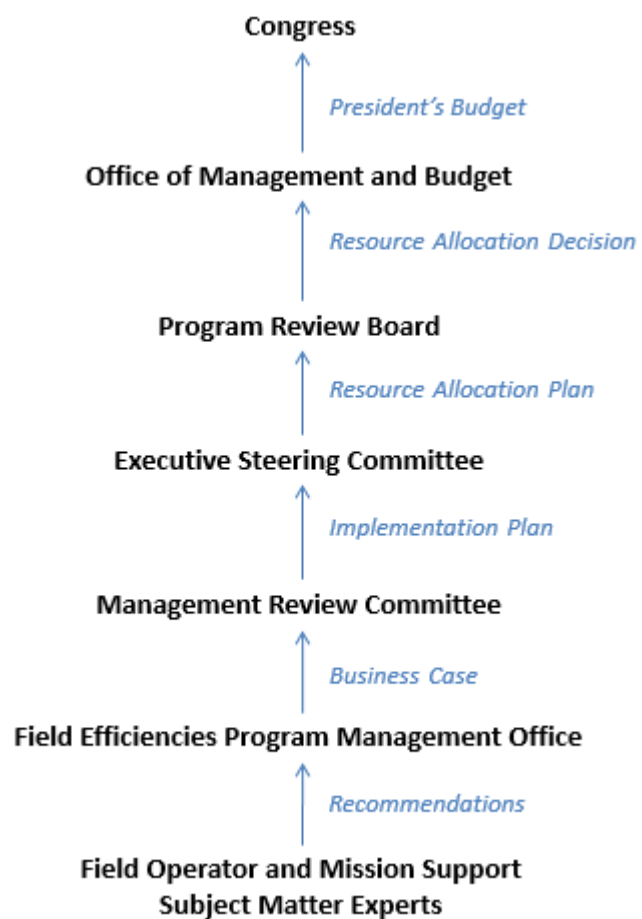 Congress
President's Budget
Office of Management and Budget
Resource Allocation Decision
Program Review Board
Resource Allocation Plan
Executive Steering Committee
Implementation Plan
Management Review Committee
Business Case
Field Efficiencies Program Management Office
Recommendations
Field Operator and Mission Support
Subject Matter Experts